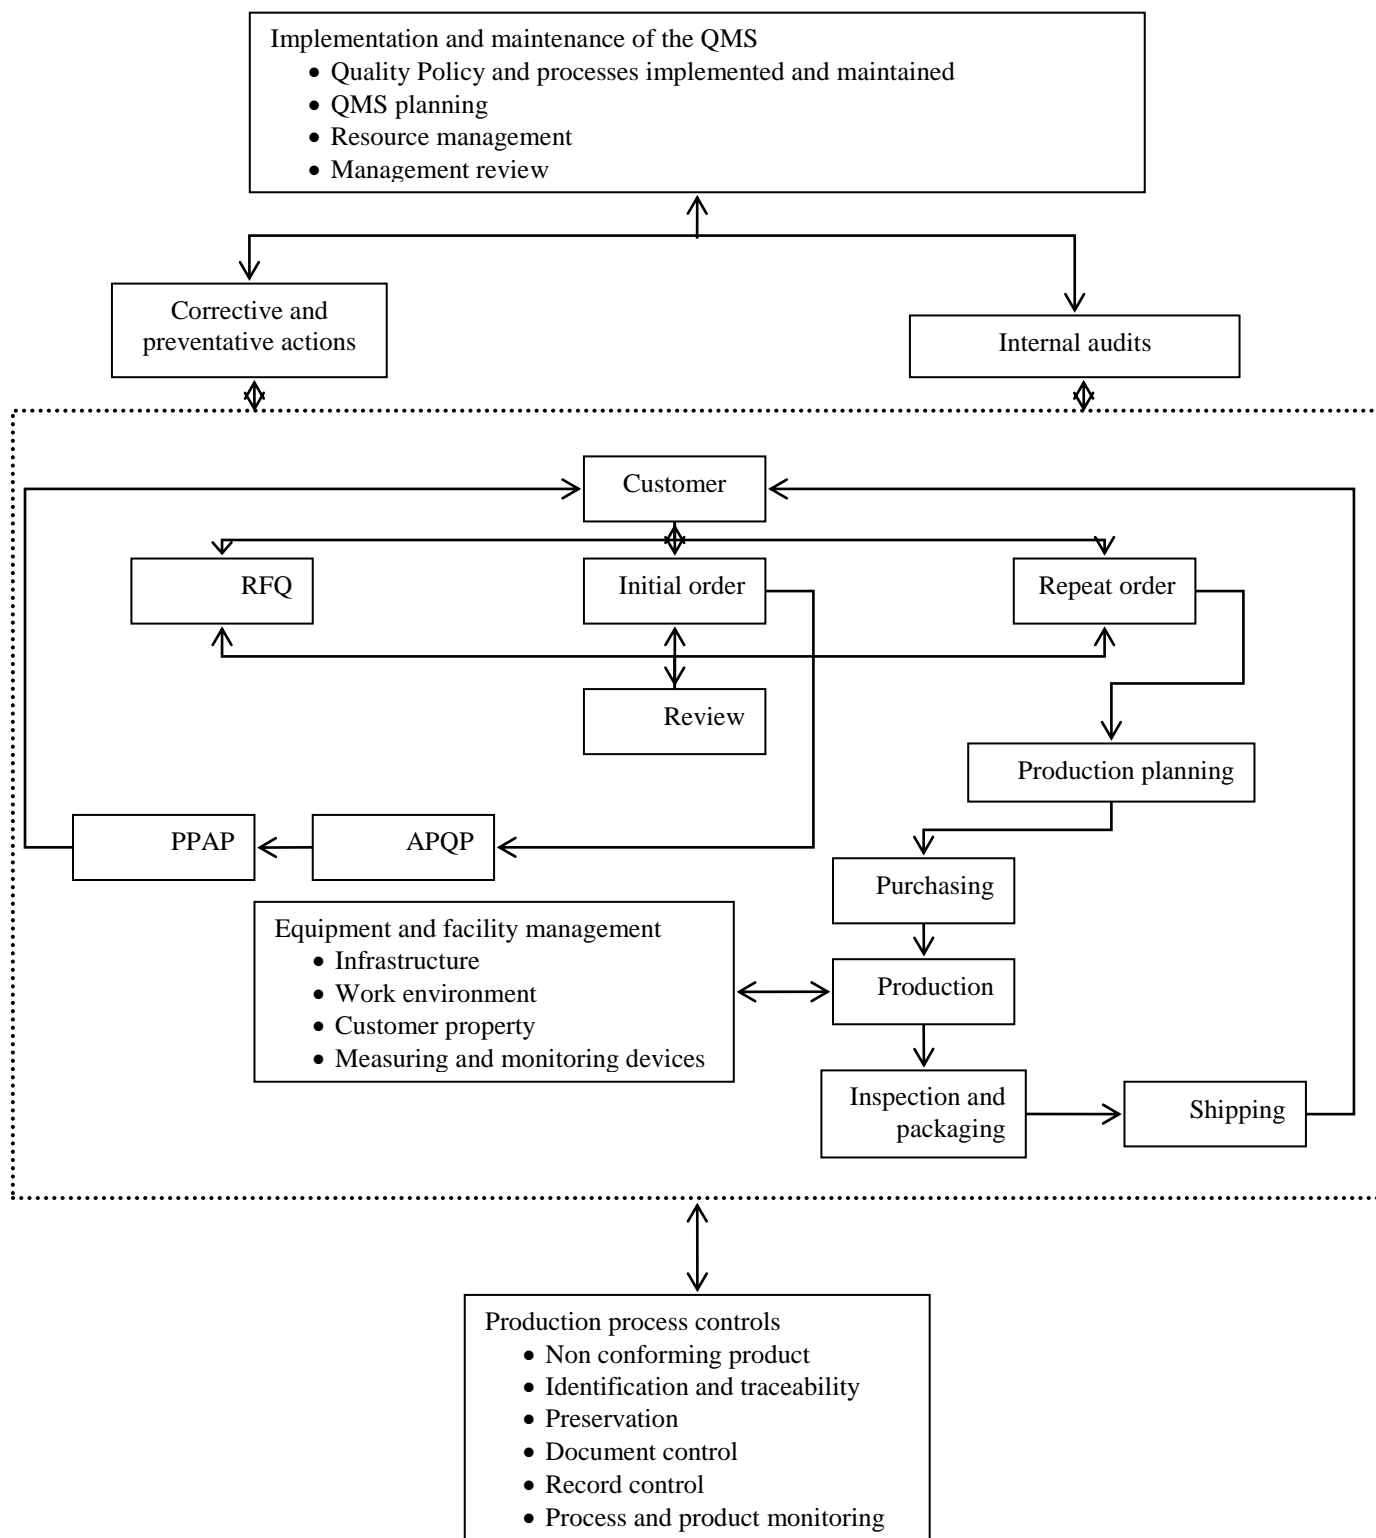 Implementation and maintenance of the QMS
• Quality Policy and processes implemented and maintained
• QMS planning
• Resource management
• Management review
Corrective and
preventative actions
Internal audits
Customer
RFQ
Initial order
Repeat order
Review
Production planning
PPAP
APQP
Purchasing
Equipment and facility management
• Infrastructure
• Work environment
• Customer property
• Measuring and monitoring devices
Production
Inspection and
packaging
Shipping
Production process controls
• Non conforming product
• Identification and traceability
• Preservation
• Document control
• Record control
• Process and product monitoring